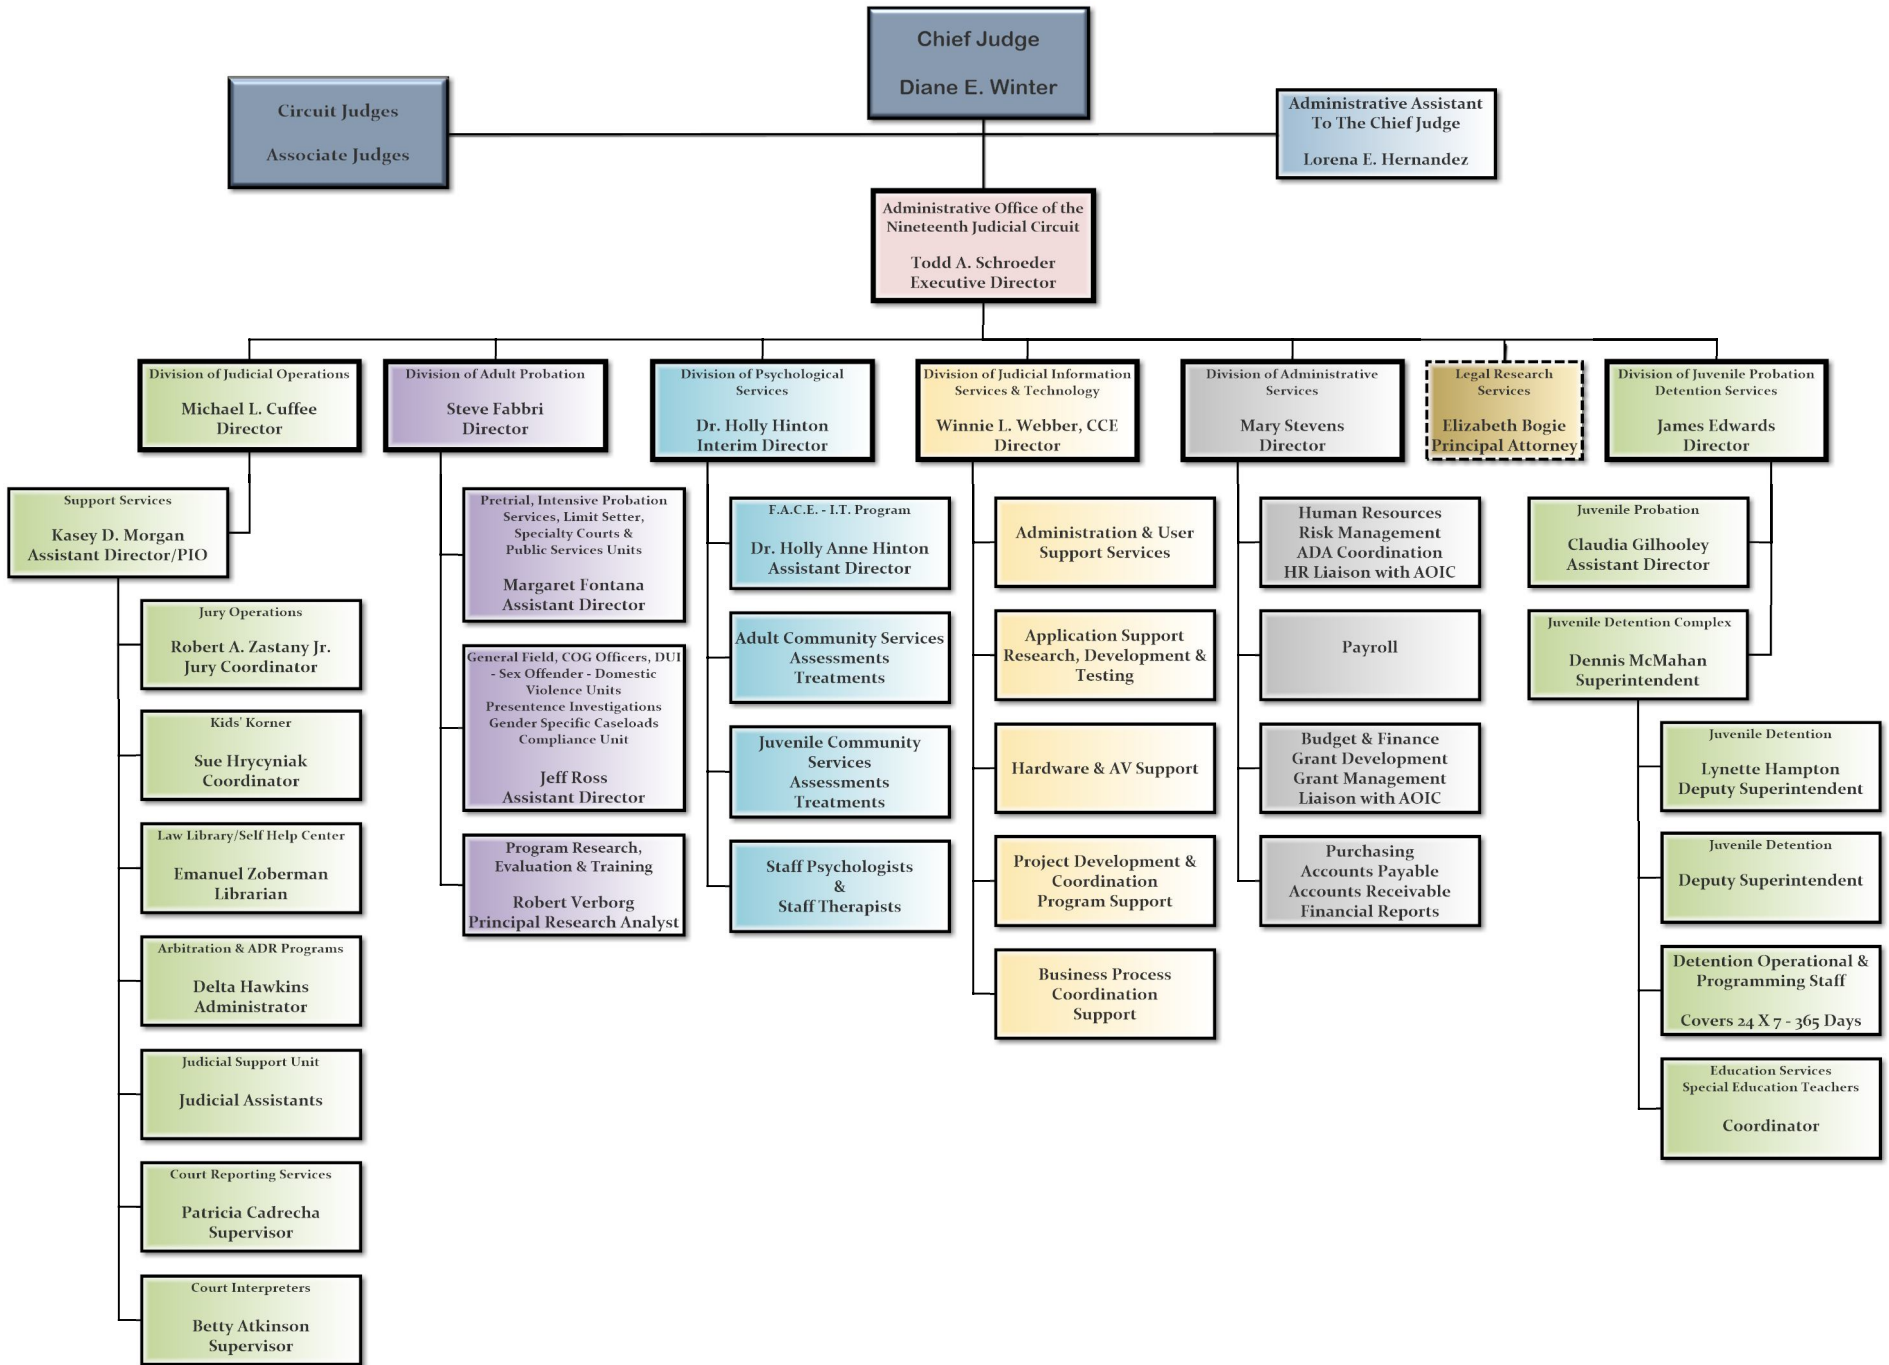 Chief Judge
Diane E. Winter
Circuit Judges
Associate Judges
Administrative Assistant
To The Chief Judge
Lorena E. Hernandez
Administrative Office of the
Nineteenth Judicial Circuit
Todd A. Schroeder
Executive Director
Division of Judicial Operations
Michael L. Cuffee
Director
Division of Adult Probation
Steve Fabbri
Director
Division of Psychological
Services
Dr. Holly Hinton
Interim Director
Division of Judicial Information
Services & Technology
Winnie L. Webber, CCE
Director
Division of Administrative
Services
Mary Stevens
Director
Legal Research
Services
Elizabeth Bogie
Principal Attorney
Division of Juvenile Probation
Detention Services
James Edwards
Director
Support Services
Kasey D. Morgan
Assistant Director/PIO
Jury Operations
Robert A. Zastany Jr.
Jury Coordinator
Kids' Korner
Sue Hrycyniak
Coordinator
Law Library/Self Help Center
Emanuel Zoberman
Librarian
Arbitration & ADR Programs
Delta Hawkins
Administrator
Judicial Support Unit
Judicial Assistants
Court Reporting Services
Patricia Cadrecha
Supervisor
Court Interpreters
Betty Atkinson
Supervisor
Pretrial, Intensive Probation
Services, Limit Setter,
Specialty Courts &
Public Services Units
Margaret Fontana
Assistant Director
General Field, COG Officers, DUI
- Sex Offender - Domestic
Violence Units
Presentence Investigations
Gender Specific Caseloads
Compliance Unit
Jeff Ross
Assistant Director
Program Research,
Evaluation & Training
Robert Verborg
Principal Research Analyst
F.A.C.E. - I.T. Program
Dr. Holly Anne Hinton
Assistant Director
Adult Community Services
Assessments
Treatments
Juvenile Community
Services
Assessments
Treatments
Staff Psychologists
&
Staff Therapists
Administration & User
Support Services
Application Support
Research, Development &
Testing
Hardware & AV Support
Project Development &
Coordination
Program Support
Business Process
Coordination
Support
Human Resources
Risk Management
ADA Coordination
HR Liaison with AOIC
Payroll
Budget & Finance
Grant Development
Grant Management
Liaison with AOIC
Purchasing
Accounts Payable
Accounts Receivable
Financial Reports
Juvenile Probation
Claudia Gilhooley
Assistant Director
Juvenile Detention Complex
Dennis McMahan
Superintendent
Juvenile Detention
Lynette Hampton
Deputy Superintendent
Juvenile Detention
Deputy Superintendent
Detention Operational &
Programming Staff
Covers 24 X 7 - 365 Days
Education Services
Special Education Teachers
Coordinator